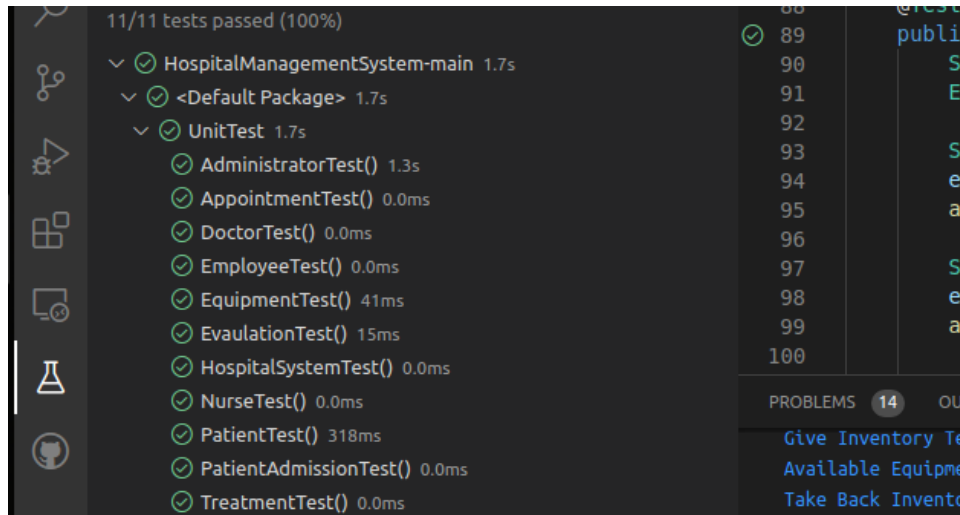 11/11 tests passed (100%)
HospitalManagementSystem-main 1.7s
<Default Package> 1.7s
UnitTest 1.7s
AdministratorTest() 1.3s
AppointmentTest() 0.0ms
DoctorTest() 0.0ms
EmployeeTest() 0.0ms
EquipmentTest() 41ms
EvaulationTest() 15ms
HospitalSystemTest() 0.0ms
NurseTest() 0.0ms
PatientTest() 318ms
PatientAdmissionTest() 0.0ms
TreatmentTest() 0.0ms
89 publi
90 S
91 E
92
93 S
94 e
95 a
96
97 S
98 e
99 a
100
PROBLEMS 14 OU
Give Inventory Te
Available Equipme
Take Back Invento